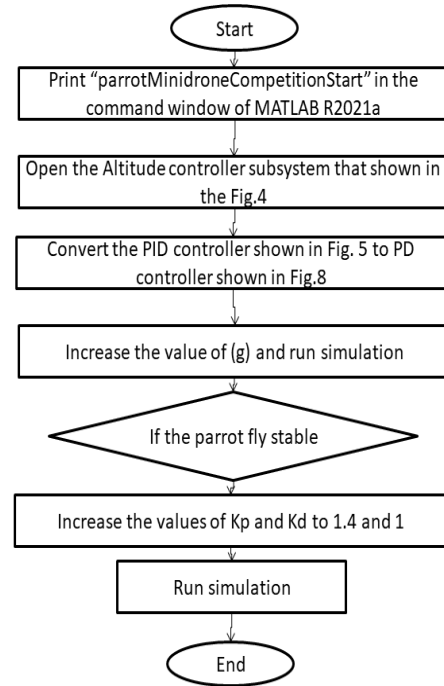 Start
Print “parrotMinidroneCompetitionStart” in the
command window of MATLAB R2021a
Open the Altitude controller subsystem that shown in
the Fig.4
Convert the PID controller shown in Fig. 5 to PD
controller shown in Fig.8
Increase the value of (g) and run simulation
If the parrot fly stable
Increase the values of Kp and Kd to 1.4 and 1
Run simulation
End